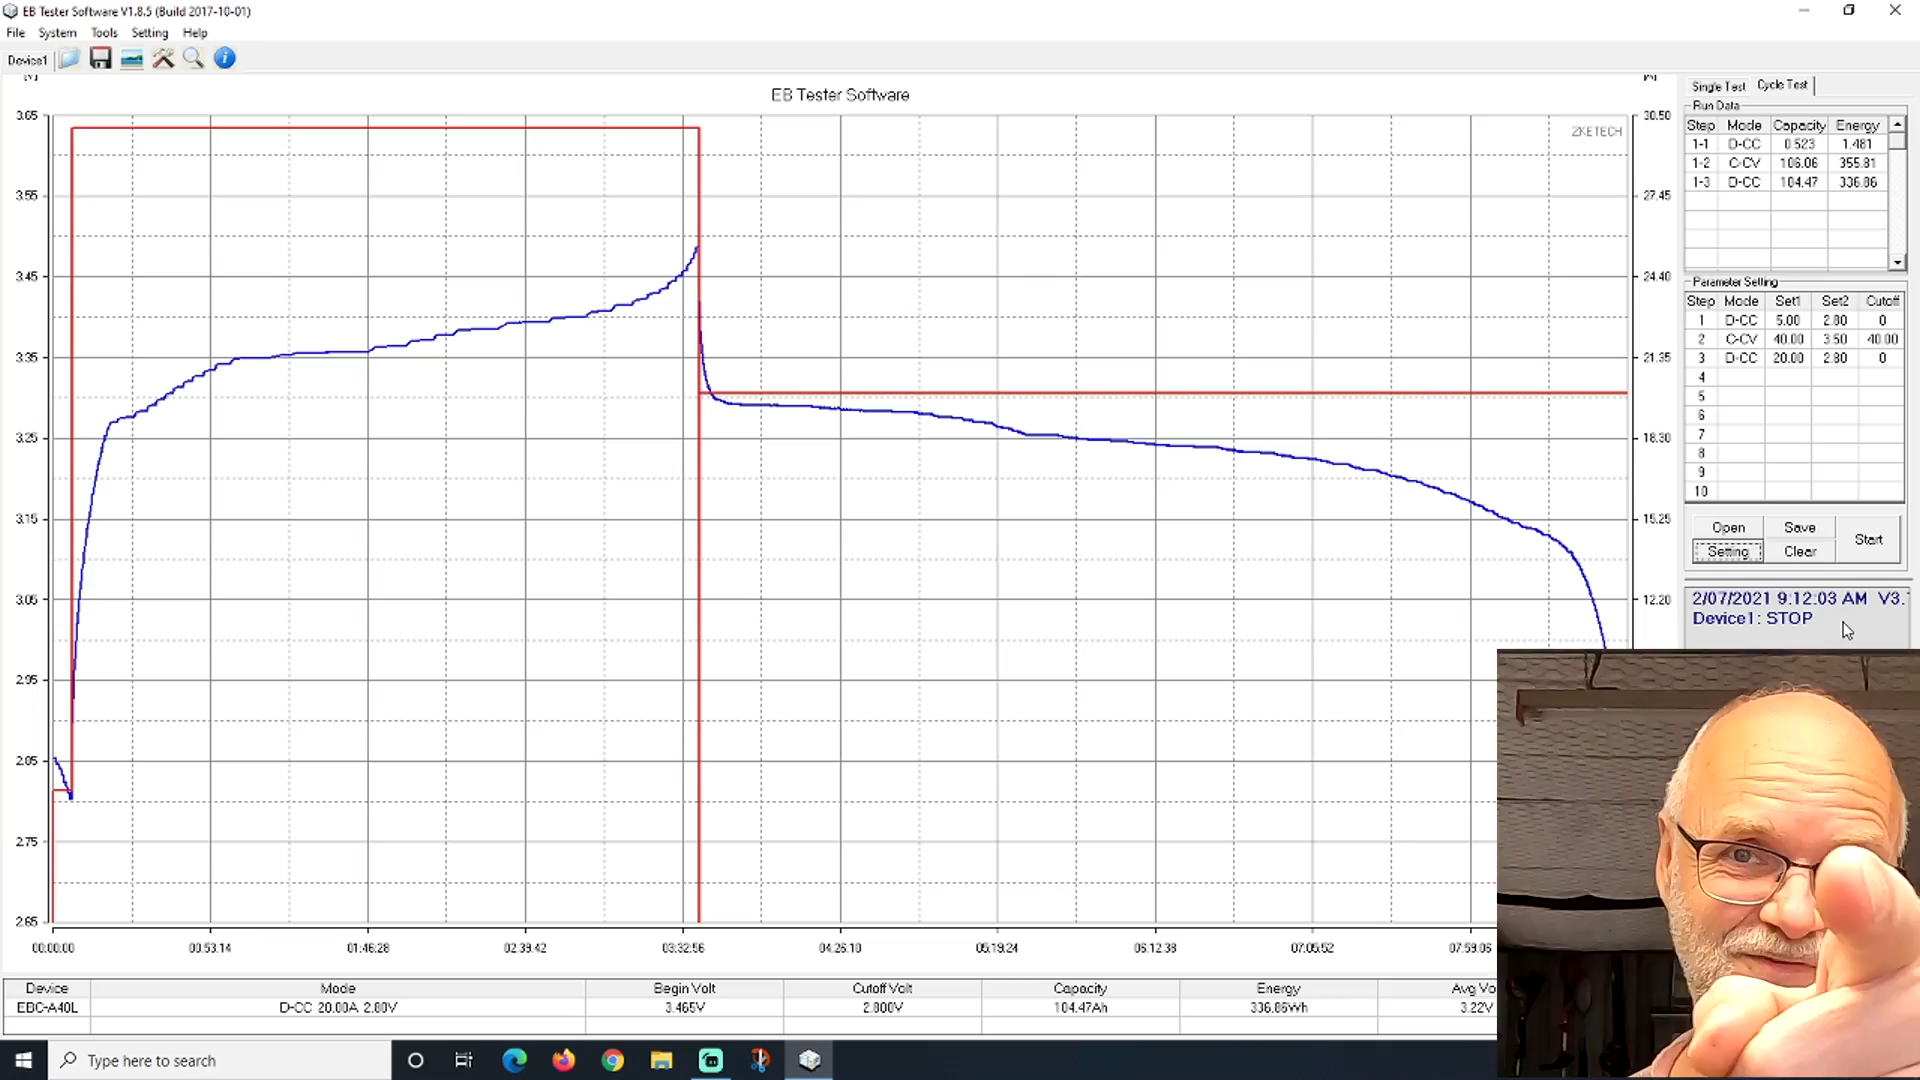 EB Tester Software V1.8.5 (Build 2017-10-01)
File System Tools Setting Help
Device1
EB Tester Software
ZKETECH
3.65
3.55
3.45
3.35
3.25
3.15
3.05
2.95
2.85
2.75
2.65
30.50
27.45
24.40
21.35
18.30
15.25
12.20
00:00:00 00:53:14 01:46:28 02:39:42 03:32:56 04:26:10 05:19:24 06:12:38 07:05:52 07:59:06
Single Test Cycle Test
Run Data
Step Mode Capacity Energy
1-1 D-CC 0.523 1.481
1-2 C-CV 106.06 355.81
1-3 D-CC 104.47 336.86
Parameter Setting
Step Mode Set1 Set2 Cutoff
1 D-CC 5.00 2.80 0
2 C-CV 40.00 3.50 40.00
3 D-CC 20.00 2.80 0
4
5
6
7
8
9
10
Open Save Start
Setting Clear
2/07/2021 9:12:03 AM V3.
Device1: STOP
Device Mode Begin Volt Cutoff Volt Capacity Energy Avg Vo
EBC-A40L D-CC 20.00A 2.80V 3.465V 2.800V 104.47Ah 336.86Wh 3.22V
Type here to search